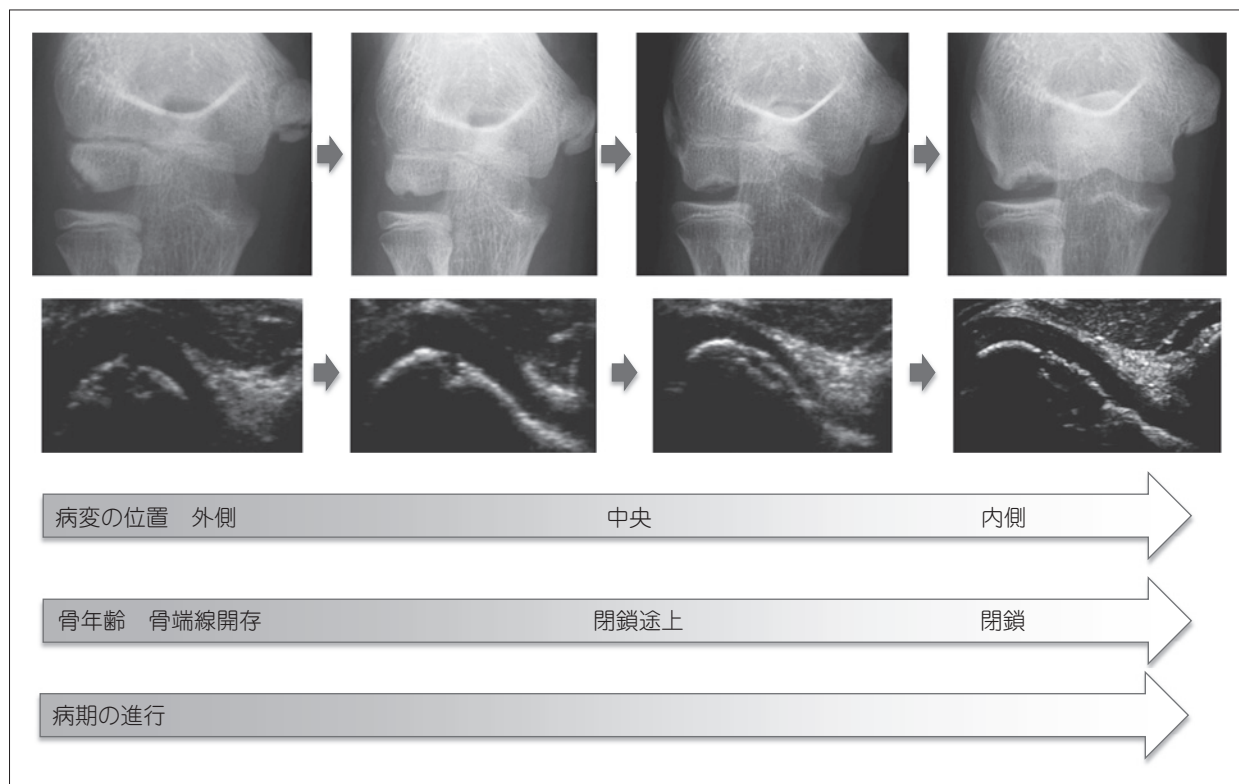 病変の位置　外側　中央　内側
骨年齢　骨端線開存　閉鎖途上　閉鎖
病期の進行